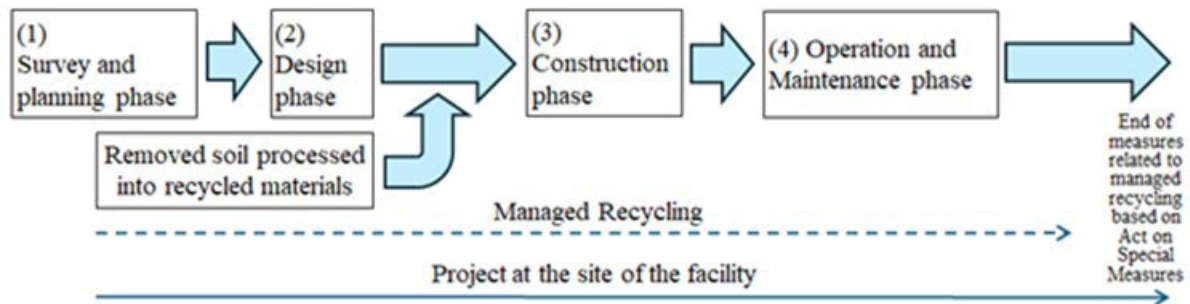 (1)
Survey and
planning phase
(2)
Design
phase
(3)
Construction
phase
(4) Operation and
Maintenance phase
Removed soil processed
into recycled materials
End of
measures
related to
managed
recycling
based on
Act on
Special
Measures
Managed Recycling
Project at the site of the facility